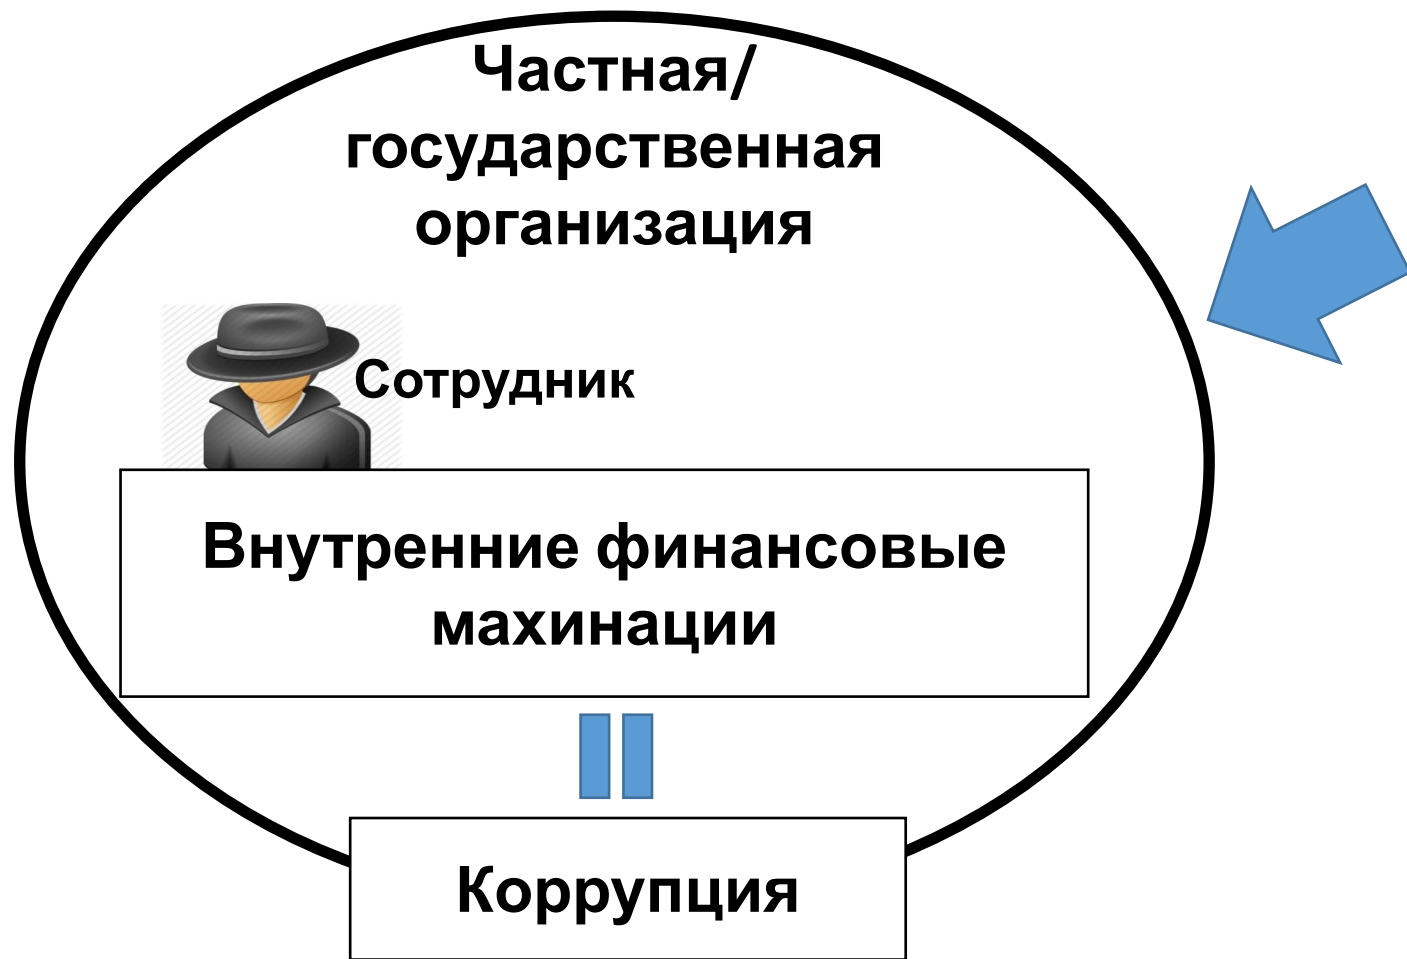 Частная/
государственная
организация
Сотрудник
Внутренние финансовые
махинации
Коррупция